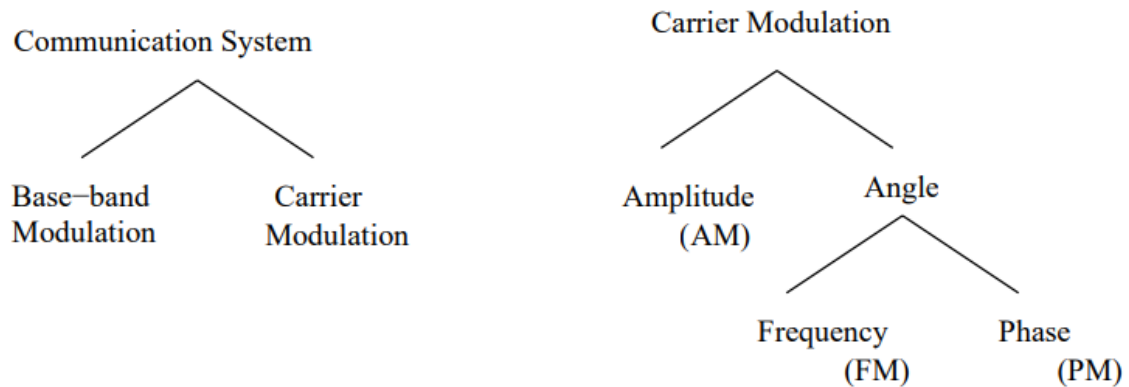 Communication System
Base−band
Modulation
Carrier
Modulation
Carrier Modulation
Amplitude
(AM)
Angle
Frequency
(FM)
Phase
(PM)